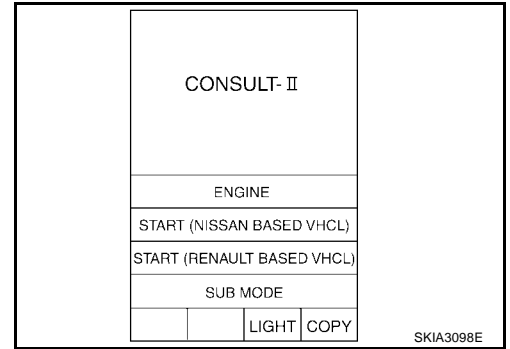 CONSULT- Ⅱ
ENGINE
START (NISSAN BASED VHCL)
START (RENAULT BASED VHCL)
SUB MODE
LIGHT COPY
SKIA3098E